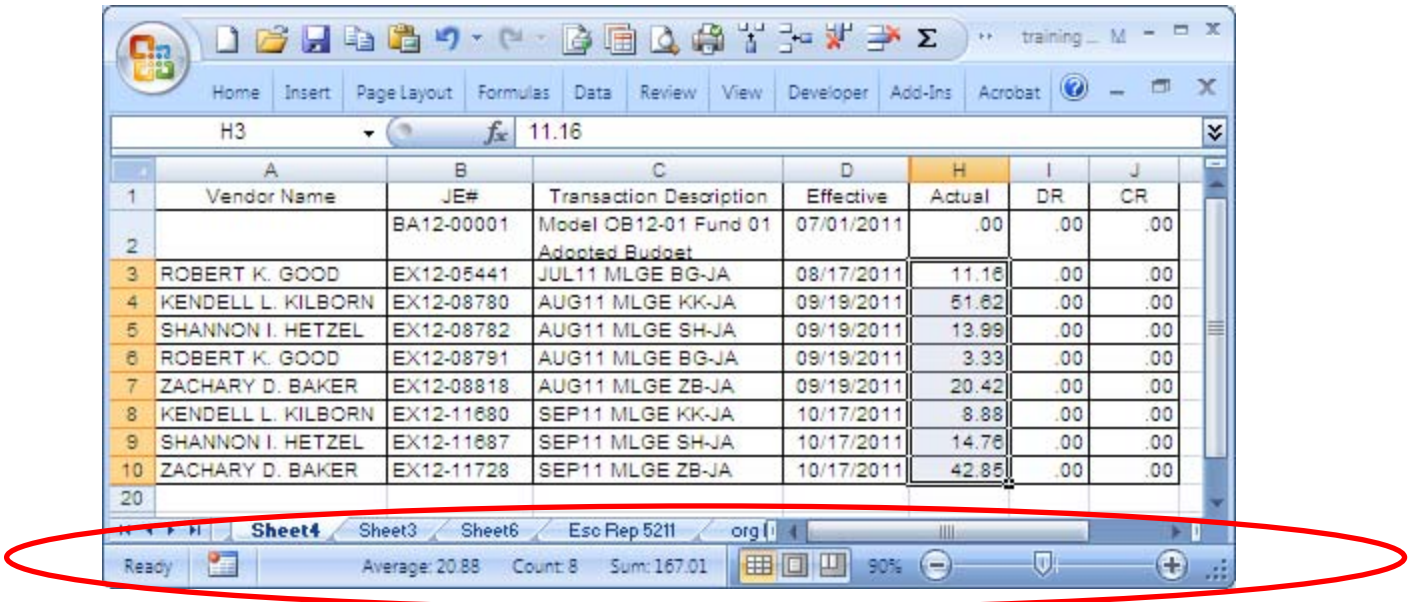 training ... M
Home Insert Page Layout Formulas Data Review View Developer Add-Ins Acrobat
H3 fx 11.16
A B C D H I J
1 Vendor Name JE# Transaction Description Effective Actual DR CR
2 BA12-00001 Model OB12-01 Fund 01 07/01/2011 .00 .00 .00
Adopted Budget
3 ROBERT K. GOOD EX12-05441 JUL11 MLGE BG-JA 08/17/2011 11.16 .00 .00
4 KENDELL L. KILBORN EX12-08780 AUG11 MLGE KK-JA 09/19/2011 51.62 .00 .00
5 SHANNON I. HETZEL EX12-08782 AUG11 MLGE SH-JA 09/19/2011 13.99 .00 .00
6 ROBERT K. GOOD EX12-08791 AUG11 MLGE BG-JA 09/19/2011 3.33 .00 .00
7 ZACHARY D. BAKER EX12-08818 AUG11 MLGE ZB-JA 09/19/2011 20.42 .00 .00
8 KENDELL L. KILBORN EX12-11680 SEP11 MLGE KK-JA 10/17/2011 8.88 .00 .00
9 SHANNON I. HETZEL EX12-11687 SEP11 MLGE SH-JA 10/17/2011 14.76 .00 .00
10 ZACHARY D. BAKER EX12-11728 SEP11 MLGE ZB-JA 10/17/2011 42.85 .00 .00
20
Sheet4 Sheet3 Sheet6 Esc Rep 5211 org
Ready Average: 20.88 Count: 8 Sum: 167.01 90%